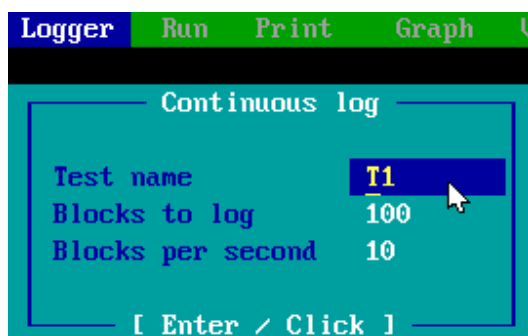 Logger Run Print Graph
Continuous log
Test name T1
Blocks to log 100
Blocks per second 10
[ Enter / Click ]